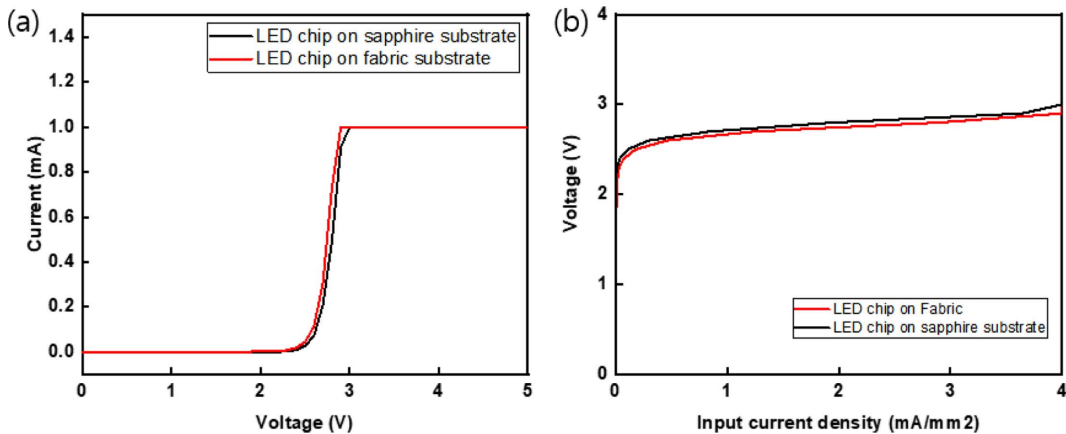 (a)
LED chip on sapphire substrate
LED chip on fabric substrate
1.4
1.2
1.0
0.8
0.6
0.4
0.2
0.0
Current (mA)
0 1 2 3 4 5
Voltage (V)
(b)
4
3
2
1
0
Voltage (V)
LED chip on Fabric
LED chip on sapphire substrate
0 1 2 3 4
Input current density (mA/mm2)